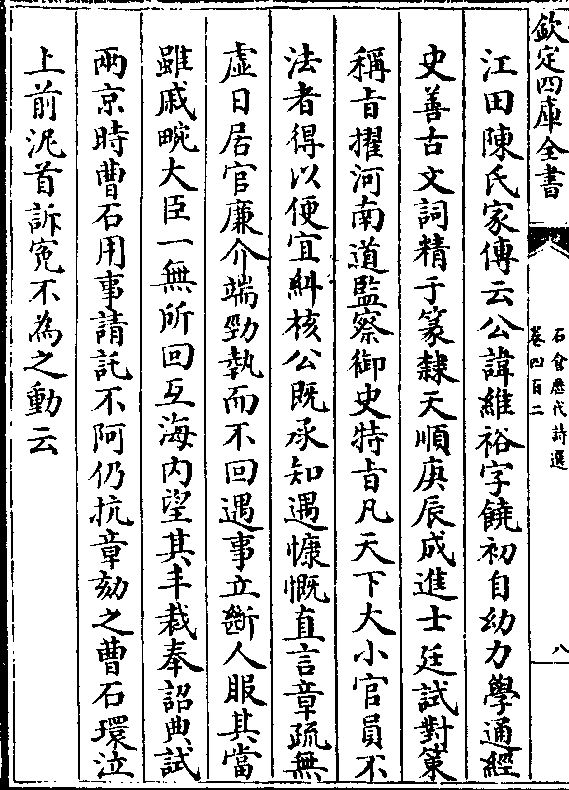 欽定四庫全書
石倉歷代詩選
卷四百二
八
江田陳氏家傳云公諱維裕字饒初自幼力學通經
史善古文詞精于篆隸天順庚辰成進士廷試對策
稱旨擢河南道監察御史特旨凡天下大小官員不
法者得以便宜糾核公既承知遇慷慨直言章疏無
虛日居官廉介端勁執而不回遇事立斷人服其當
雖戚畹大臣一無所回互海內望其丰裁奉詔典試
兩京時曹石用事請託不阿仍抗章劾之曹石環泣
上前泥首訴寃不為之動云